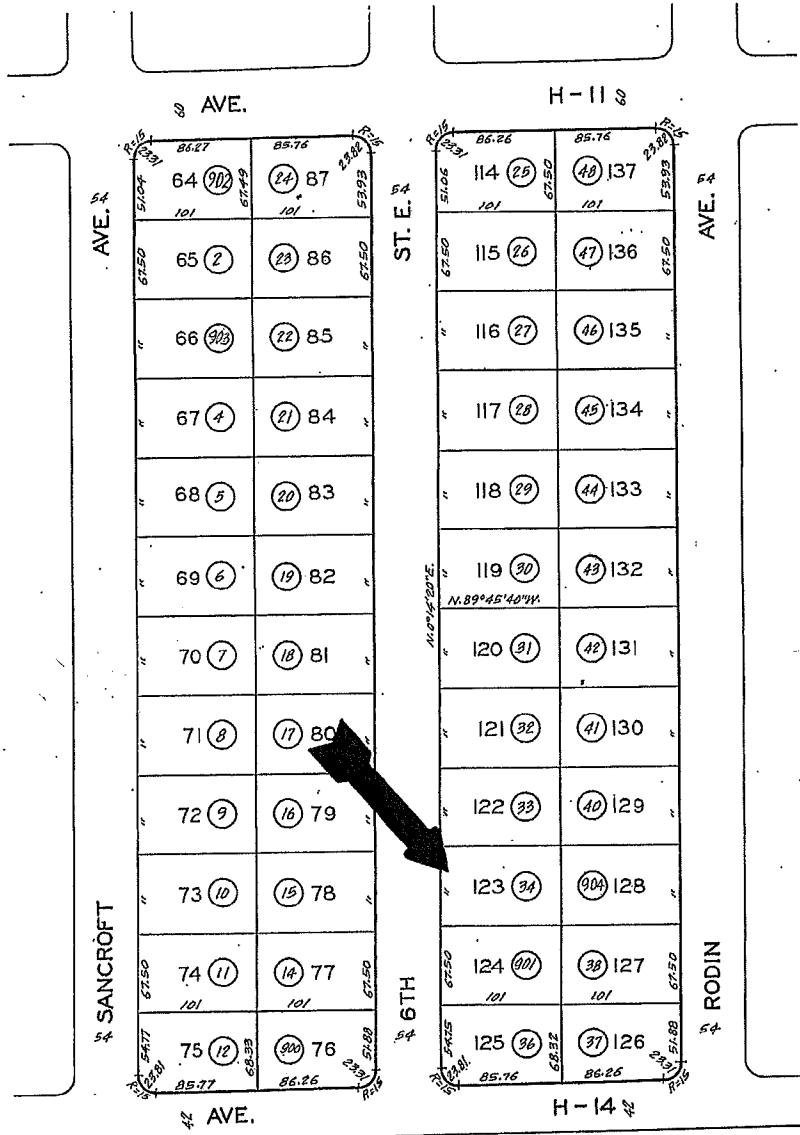 60 AVE. H-11 60
R=15 86.27 85.76 R=15 R=15 86.26 85.76 R=15
23.31 23.82 23.31 23.82
51.04 64 902 67.49 24 87 53.93 51.06 114 25 67.50 48 137 53.93
101 101 101 101
54 AVE. 54 ST. E. 54 AVE.
67.50 65 2 23 86 67.50 67.50 115 26 47 136 67.50
" 66 903 22 85 " " 116 27 46 135 "
" 67 4 21 84 " " 117 28 45 134 "
" 68 5 20 83 " " 118 29 44 133 "
" 69 6 19 82 " " 119 30 43 132 "
N.0°14'20"E. N.89°45'40"W.
" 70 7 18 81 " " 120 31 42 131 "
" 71 8 17 80 " " 121 32 41 130 "
" 72 9 16 79 " 122 33 40 129 "
" 73 10 15 78 " " 123 34 904 128 "
67.50 74 11 14 77 67.50 67.50 124 901 38 127 67.50
101 101 101 101
SANCROFT 54 6TH 54 RODIN 54
54.77 75 12 68.33 900 76 51.88 54.75 125 36 68.32 37 126 51.88
23.81 23.31 23.81 23.31
R=15 85.77 86.26 R=15 R=15 85.76 86.26 R=15
42 AVE. H-14 42